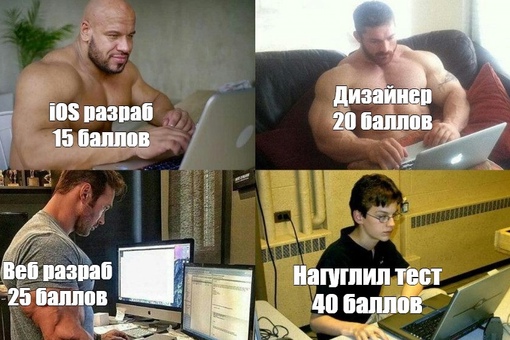 iOS разраб
15 баллов
Дизайнер
20 баллов
Веб разраб
25 баллов
Нагуглил тест
40 баллов